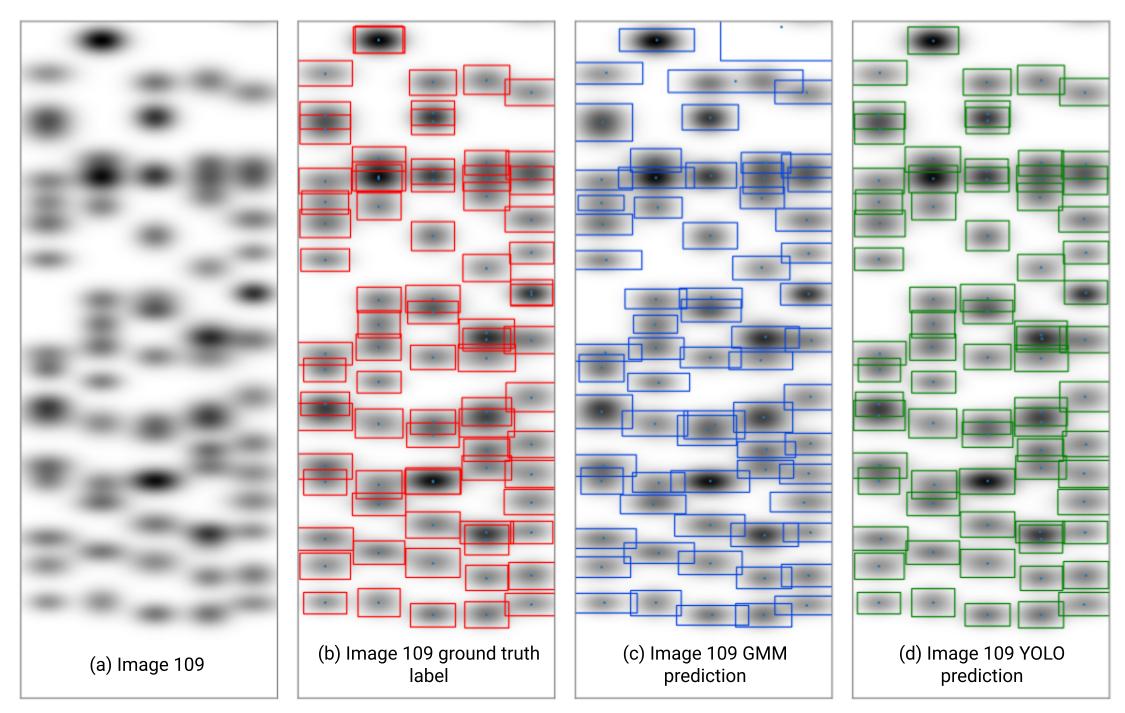 (a) Image 109
(b) Image 109 ground truth
label
(c) Image 109 GMM
prediction
(d) Image 109 YOLO
prediction